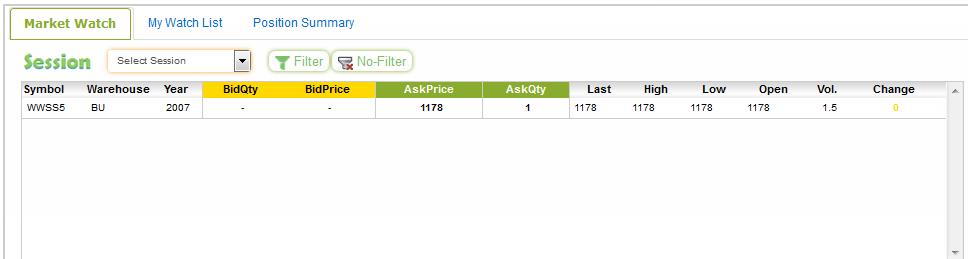 Market Watch My Watch List Position Summary
Session Select Session Filter No-Filter
Symbol Warehouse Year BidQty BidPrice AskPrice AskQty Last High Low Open Vol. Change
WWSS5 BU 2007 - - 1178 1 1178 1178 1178 1178 1.5 0